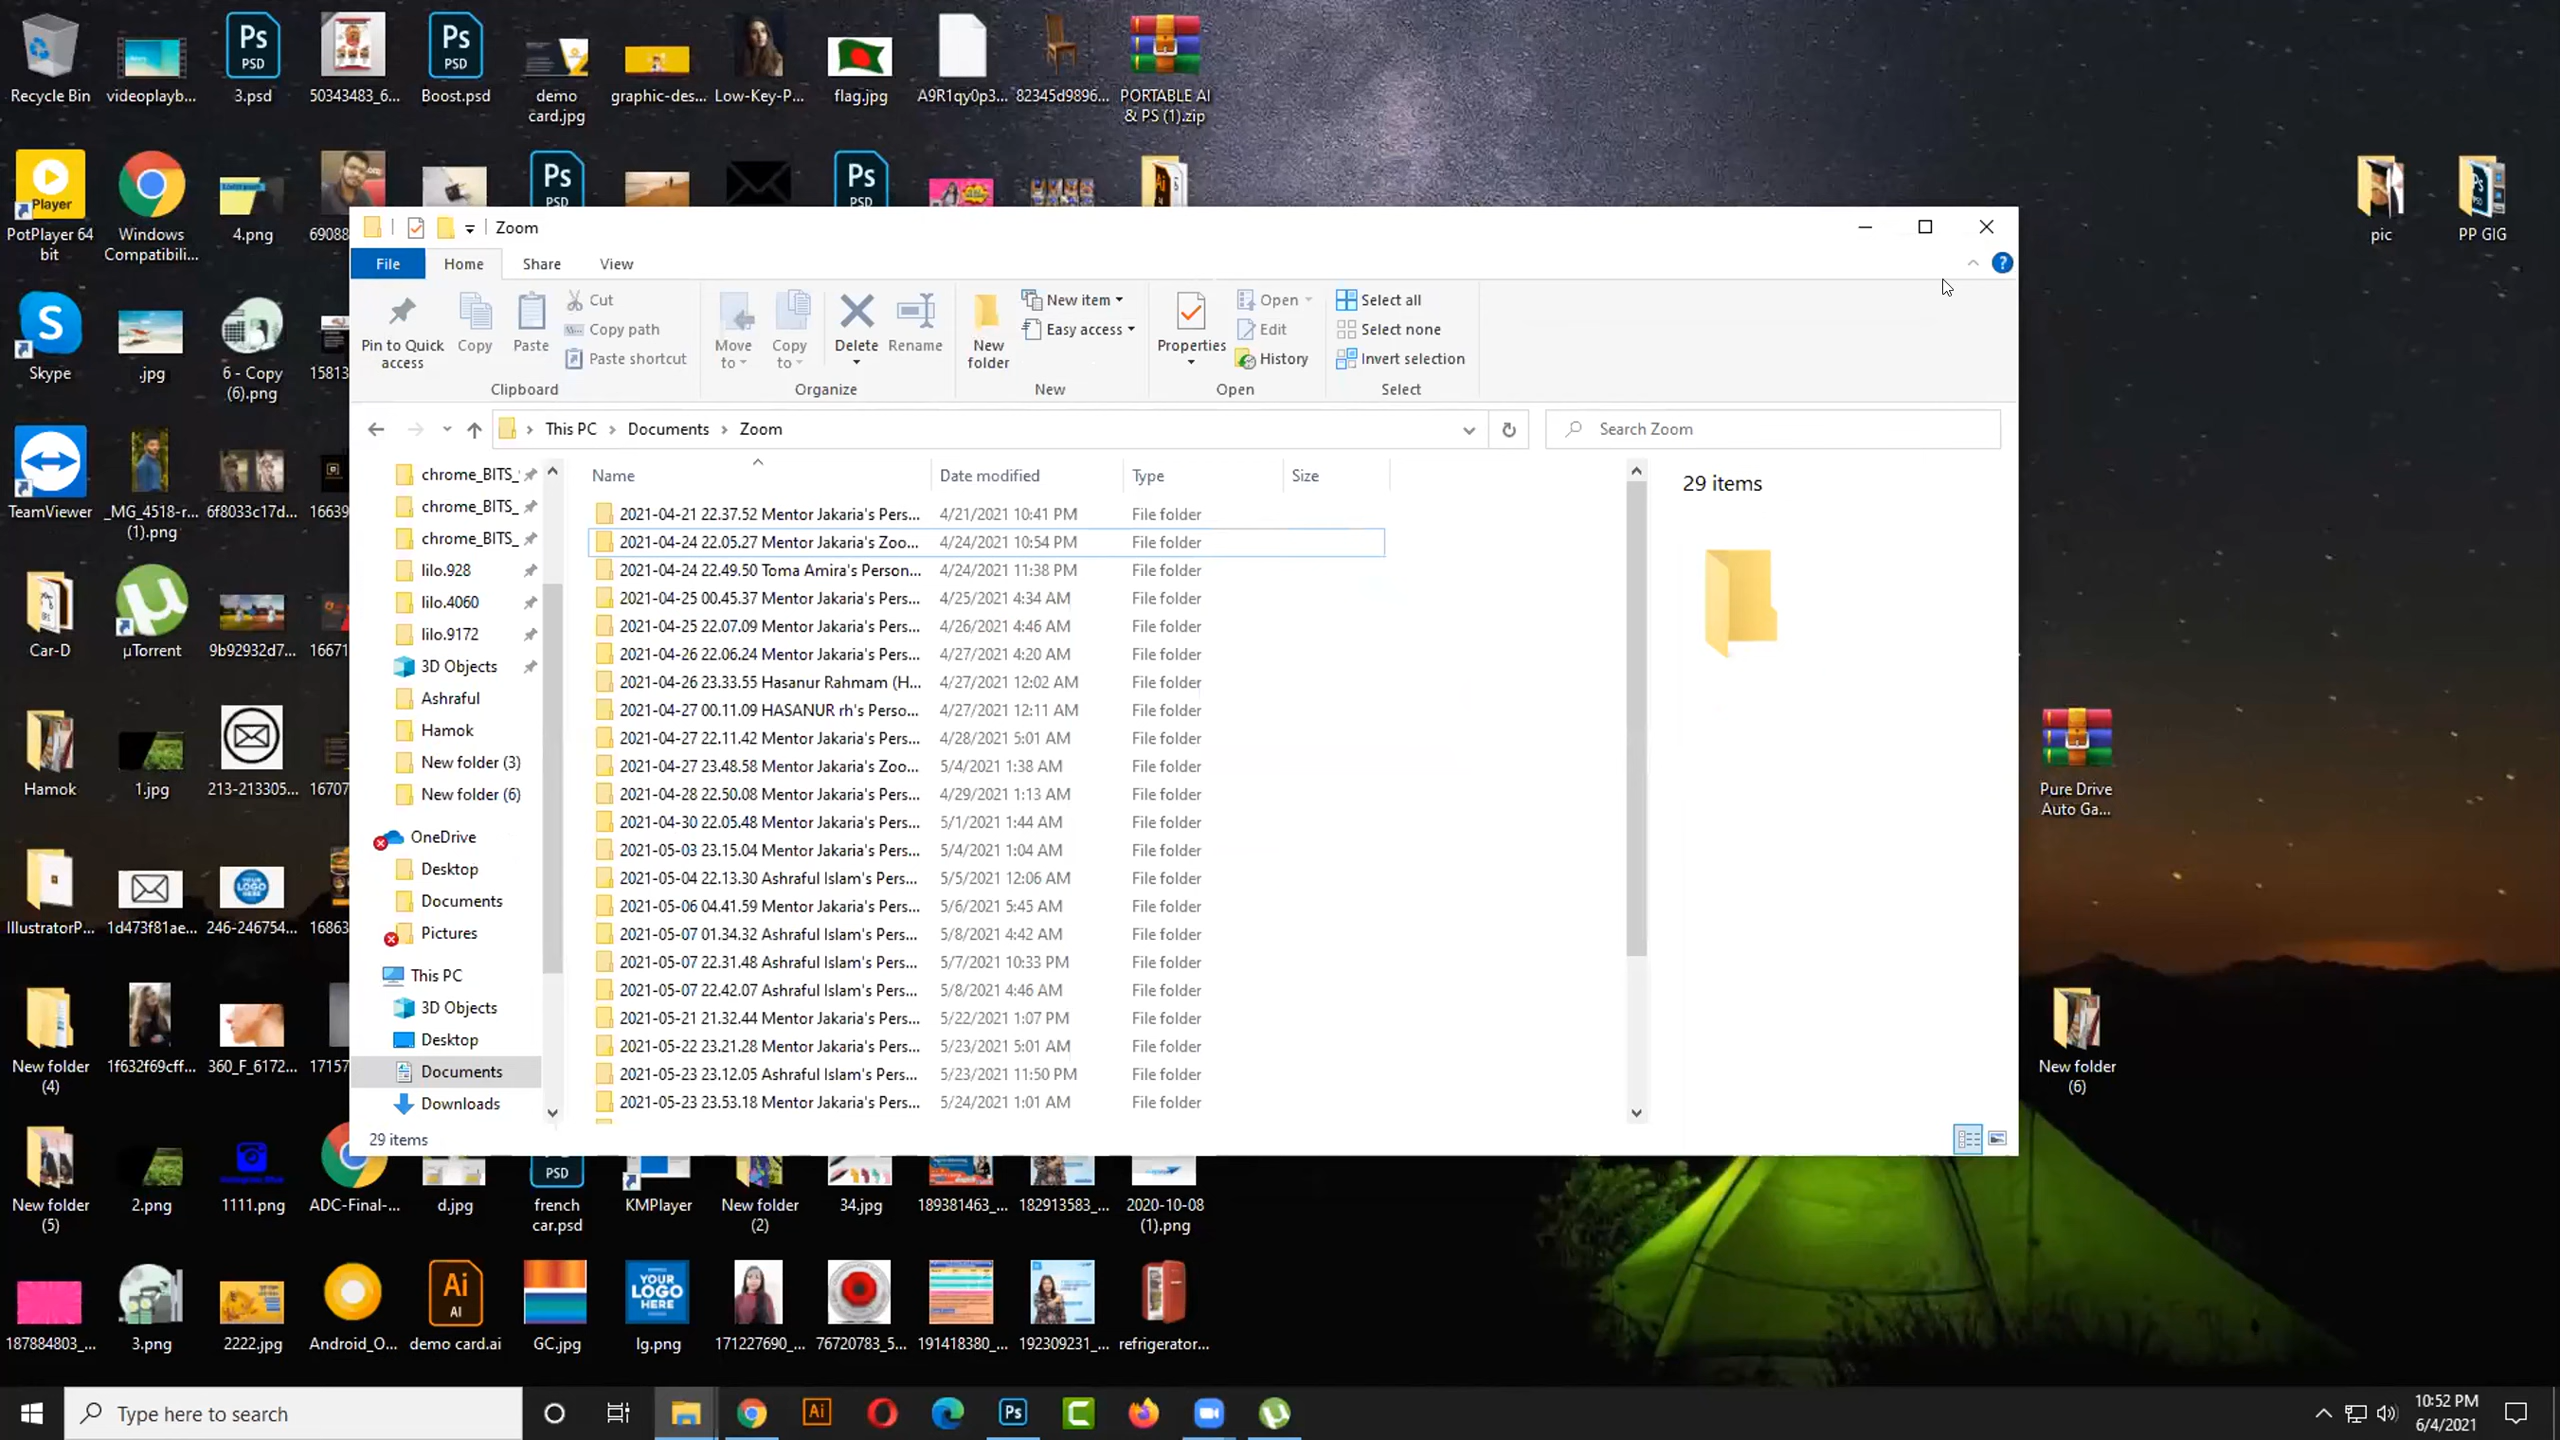 Recycle Bin
videoplayb...
3.psd
50343483_6...
Boost.psd
demo
card.jpg
graphic-des...
Low-Key-P...
flag.jpg
A9R1qy0p3...
82345d9896...
PORTABLE AI
& PS (1).zip
PotPlayer 64
bit
Windows
Compatibili...
4.png
69088
pic
PP GIG
Skype
.jpg
6 - Copy
(6).png
15813
TeamViewer
_MG_4518-r...
(1).png
6f8033c17d...
16639
Car-D
µTorrent
9b92932d7...
16671
Hamok
1.jpg
213-213305...
16707
IllustratorP...
1d473f81ae...
246-246754...
16863
New folder
(4)
1f632f69cff...
360_F_6172...
17157
Pure Drive
Auto Ga...
New folder
(6)
Zoom
File
Home
Share
View
Pin to Quick
access
Copy
Paste
Cut
Copy path
Paste shortcut
Clipboard
Move
to
Copy
to
Delete
Rename
Organize
New
folder
New item
Easy access
New
Properties
Open
Edit
History
Open
Select all
Select none
Invert selection
Select
This PC > Documents > Zoom
Search Zoom
chrome_BITS_
chrome_BITS_
chrome_BITS_
lilo.928
lilo.4060
lilo.9172
3D Objects
Ashraful
Hamok
New folder (3)
New folder (6)
OneDrive
Desktop
Documents
Pictures
This PC
3D Objects
Desktop
Documents
Downloads
Name Date modified Type Size
2021-04-21 22.37.52 Mentor Jakaria's Pers... 4/21/2021 10:41 PM File folder
2021-04-24 22.05.27 Mentor Jakaria's Zoo... 4/24/2021 10:54 PM File folder
2021-04-24 22.49.50 Toma Amira's Person... 4/24/2021 11:38 PM File folder
2021-04-25 00.45.37 Mentor Jakaria's Pers... 4/25/2021 4:34 AM File folder
2021-04-25 22.07.09 Mentor Jakaria's Pers... 4/26/2021 4:46 AM File folder
2021-04-26 22.06.24 Mentor Jakaria's Pers... 4/27/2021 4:20 AM File folder
2021-04-26 23.33.55 Hasanur Rahmam (H... 4/27/2021 12:02 AM File folder
2021-04-27 00.11.09 HASANUR rh's Perso... 4/27/2021 12:11 AM File folder
2021-04-27 22.11.42 Mentor Jakaria's Pers... 4/28/2021 5:01 AM File folder
2021-04-27 23.48.58 Mentor Jakaria's Zoo... 5/4/2021 1:38 AM File folder
2021-04-28 22.50.08 Mentor Jakaria's Pers... 4/29/2021 1:13 AM File folder
2021-04-30 22.05.48 Mentor Jakaria's Pers... 5/1/2021 1:44 AM File folder
2021-05-03 23.15.04 Mentor Jakaria's Pers... 5/4/2021 1:04 AM File folder
2021-05-04 22.13.30 Ashraful Islam's Pers... 5/5/2021 12:06 AM File folder
2021-05-06 04.41.59 Mentor Jakaria's Pers... 5/6/2021 5:45 AM File folder
2021-05-07 01.34.32 Ashraful Islam's Pers... 5/8/2021 4:42 AM File folder
2021-05-07 22.31.48 Ashraful Islam's Pers... 5/7/2021 10:33 PM File folder
2021-05-07 22.42.07 Ashraful Islam's Pers... 5/8/2021 4:46 AM File folder
2021-05-21 21.32.44 Mentor Jakaria's Pers... 5/22/2021 1:07 PM File folder
2021-05-22 23.21.28 Mentor Jakaria's Pers... 5/23/2021 5:01 AM File folder
2021-05-23 23.12.05 Ashraful Islam's Pers... 5/23/2021 11:50 PM File folder
2021-05-23 23.53.18 Mentor Jakaria's Pers... 5/24/2021 1:01 AM File folder
29 items
29 items
New folder
(5)
2.png
1111.png
ADC-Final-...
d.jpg
french
car.psd
KMPlayer
New folder
(2)
34.jpg
189381463_...
182913583_...
2020-10-08
(1).png
187884803_...
3.png
2222.jpg
Android_O...
demo card.ai
GC.jpg
YOUR
LOGO
HERE
lg.png
171227690_...
76720783_5...
191418380_...
192309231_...
refrigerator...
Type here to search
10:52 PM
6/4/2021